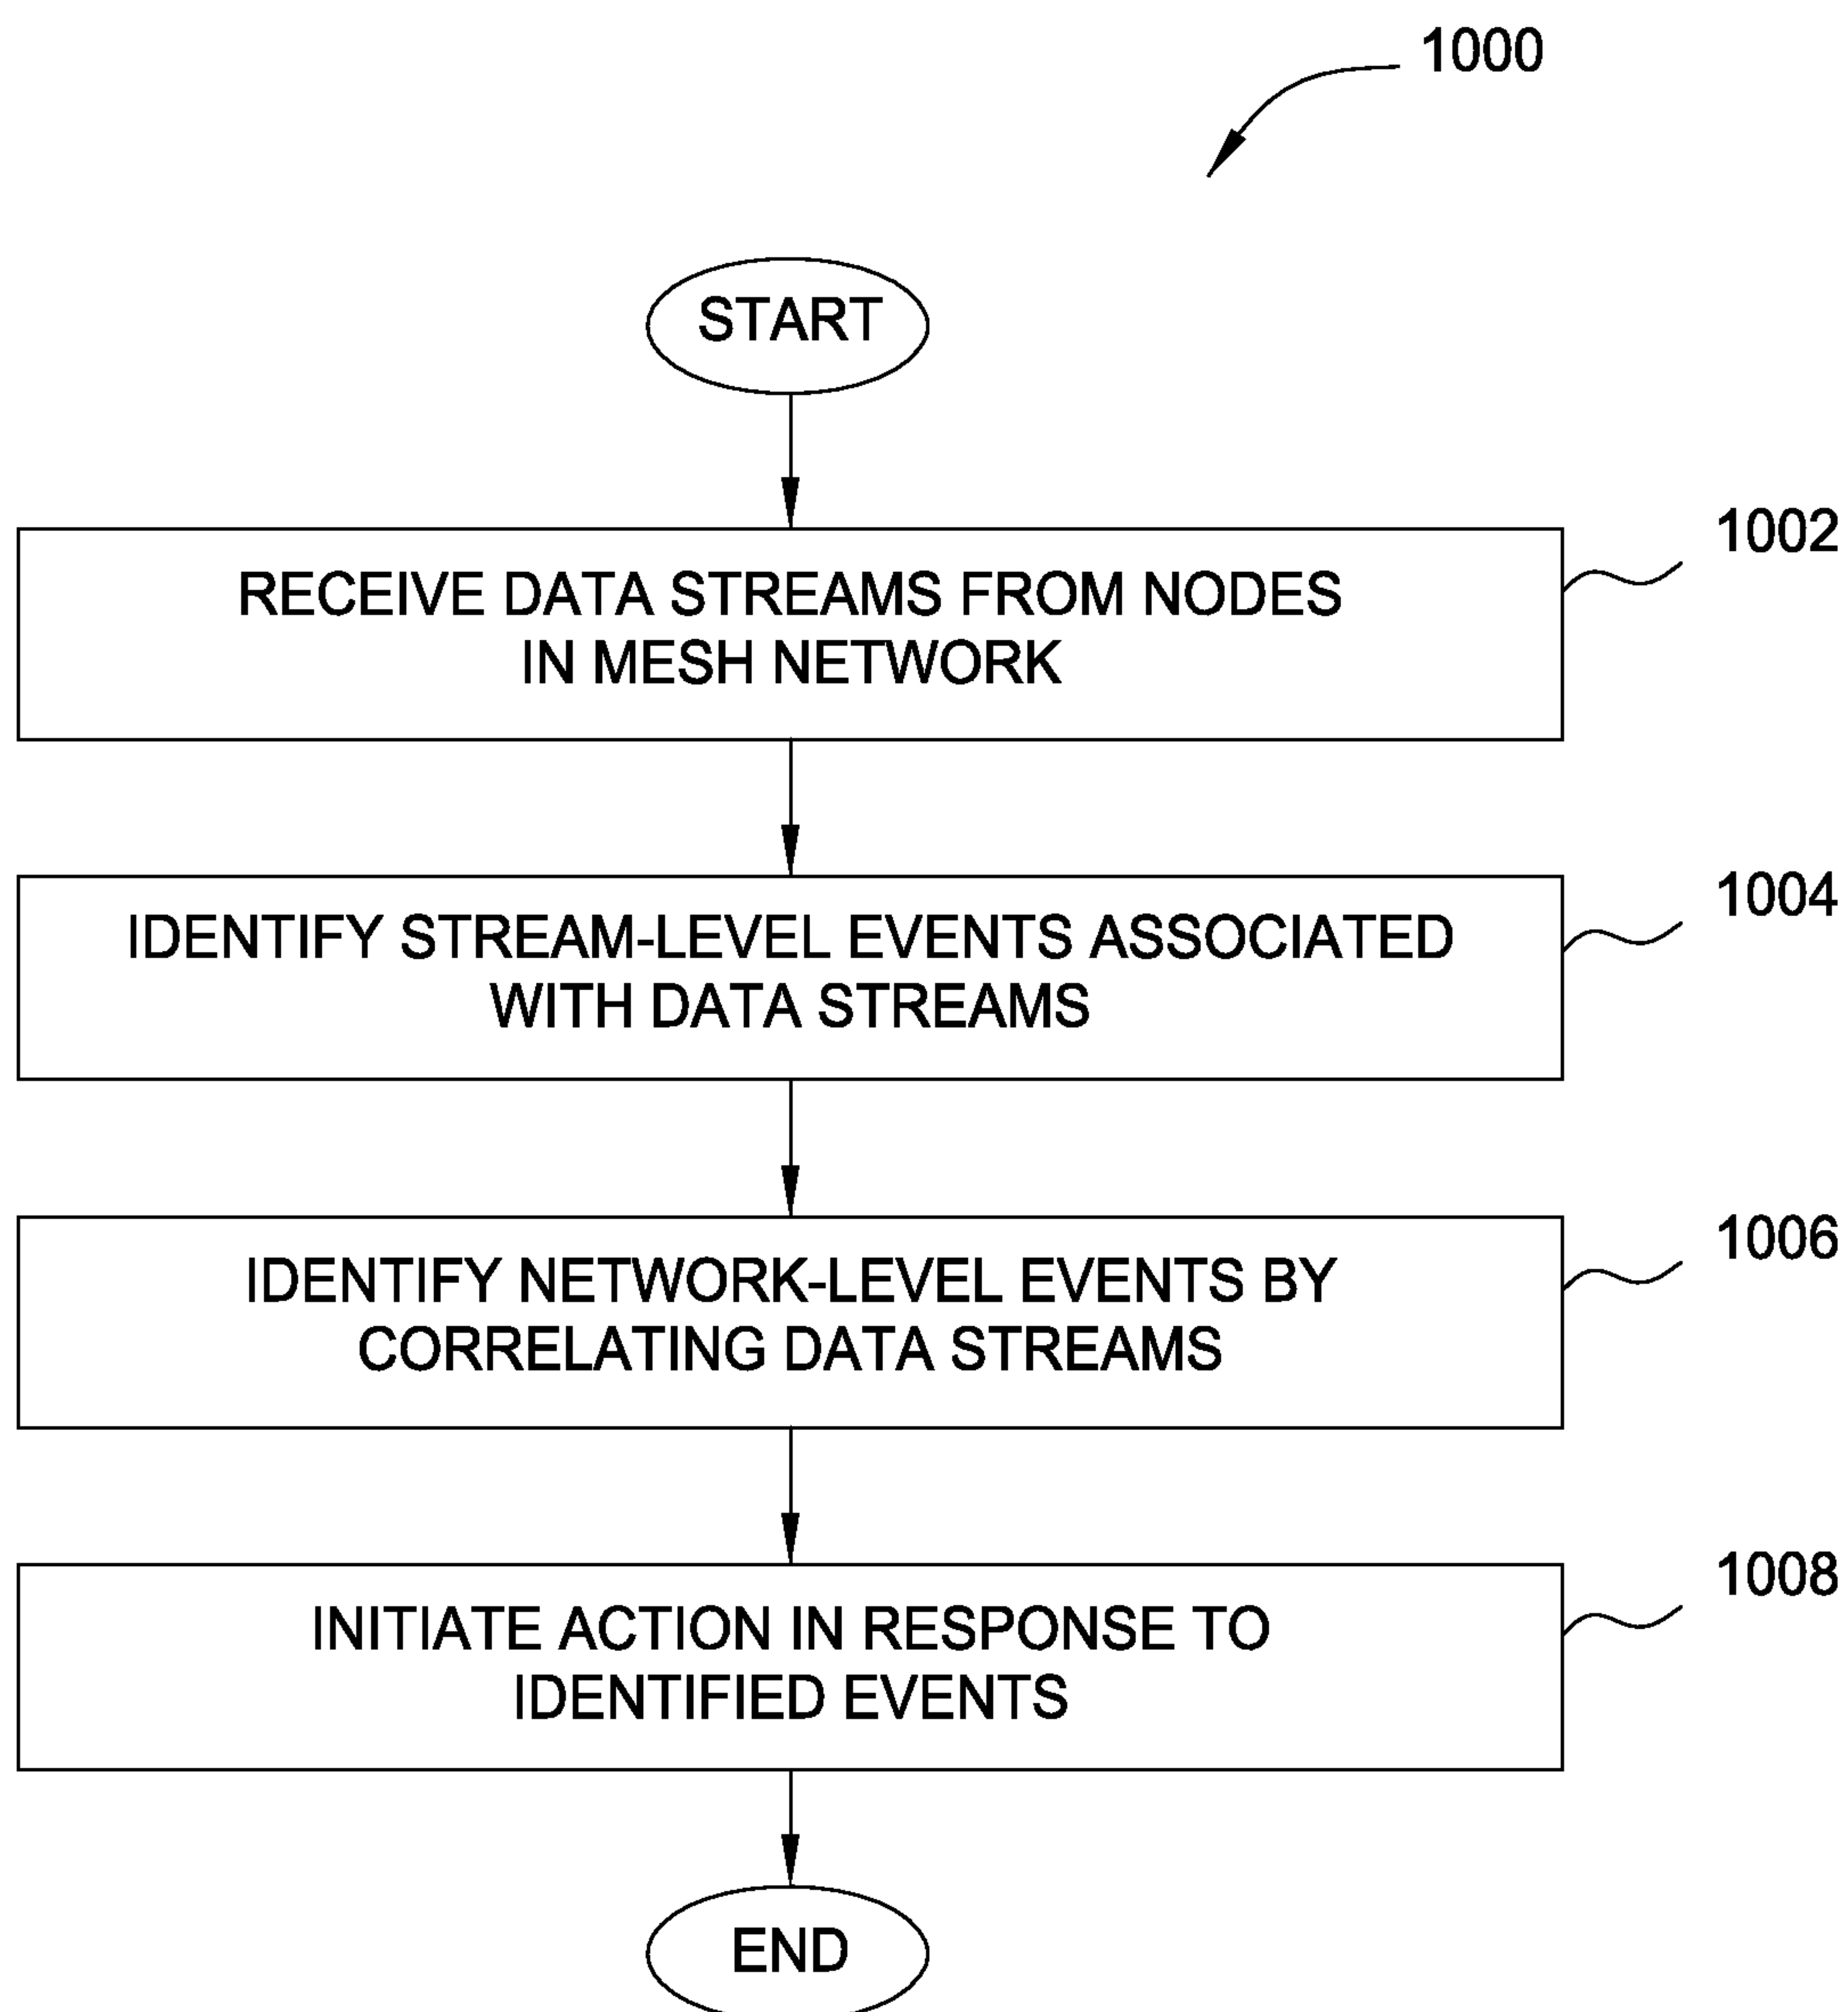 1000
START
RECEIVE DATA STREAMS FROM NODES
IN MESH NETWORK
1002
IDENTIFY STREAM-LEVEL EVENTS ASSOCIATED
WITH DATA STREAMS
1004
IDENTIFY NETWORK-LEVEL EVENTS BY
CORRELATING DATA STREAMS
1006
INITIATE ACTION IN RESPONSE TO
IDENTIFIED EVENTS
1008
END